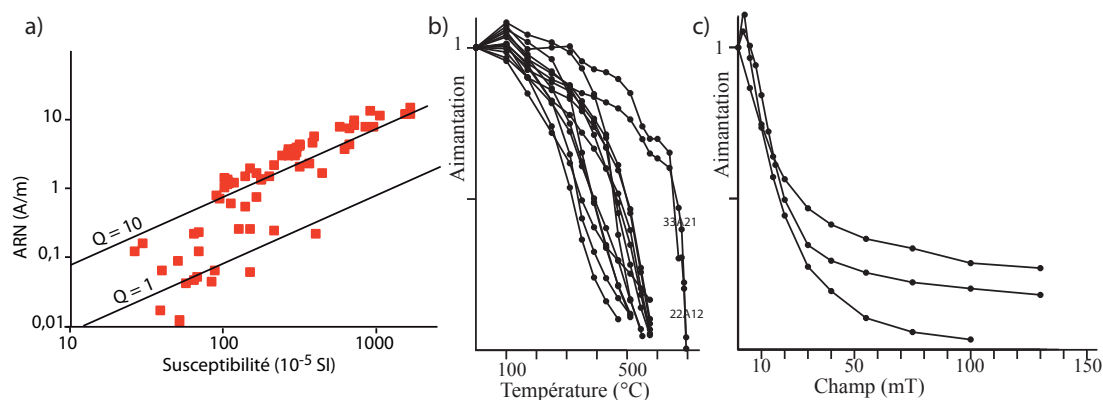 a)
ARN (A/m)
10
1
0,1
0,01
Q = 10
Q = 1
10
100
1000
Susceptibilité (10⁻⁵ SI)
b)
Aimantation
1
33A21
22A12
100
500
Température (°C)
c)
Aimantation
1
10
50
100
150
Champ (mT)